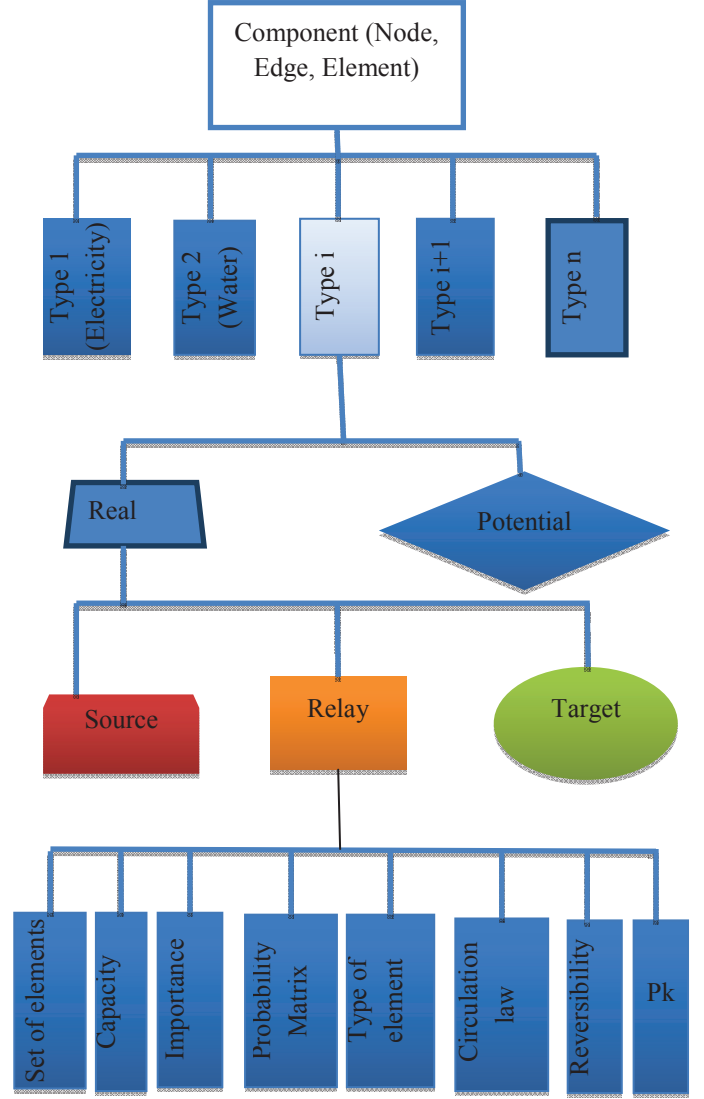 Component (Node,
Edge, Element)
Type 1
(Electricity)
Type 2
(Water)
Type i
Type i+1
Type n
Real
Potential
Source
Relay
Target
Set of elements
Capacity
Importance
Probability
Matrix
Type of
element
Circulation
law
Reversibility
Pk